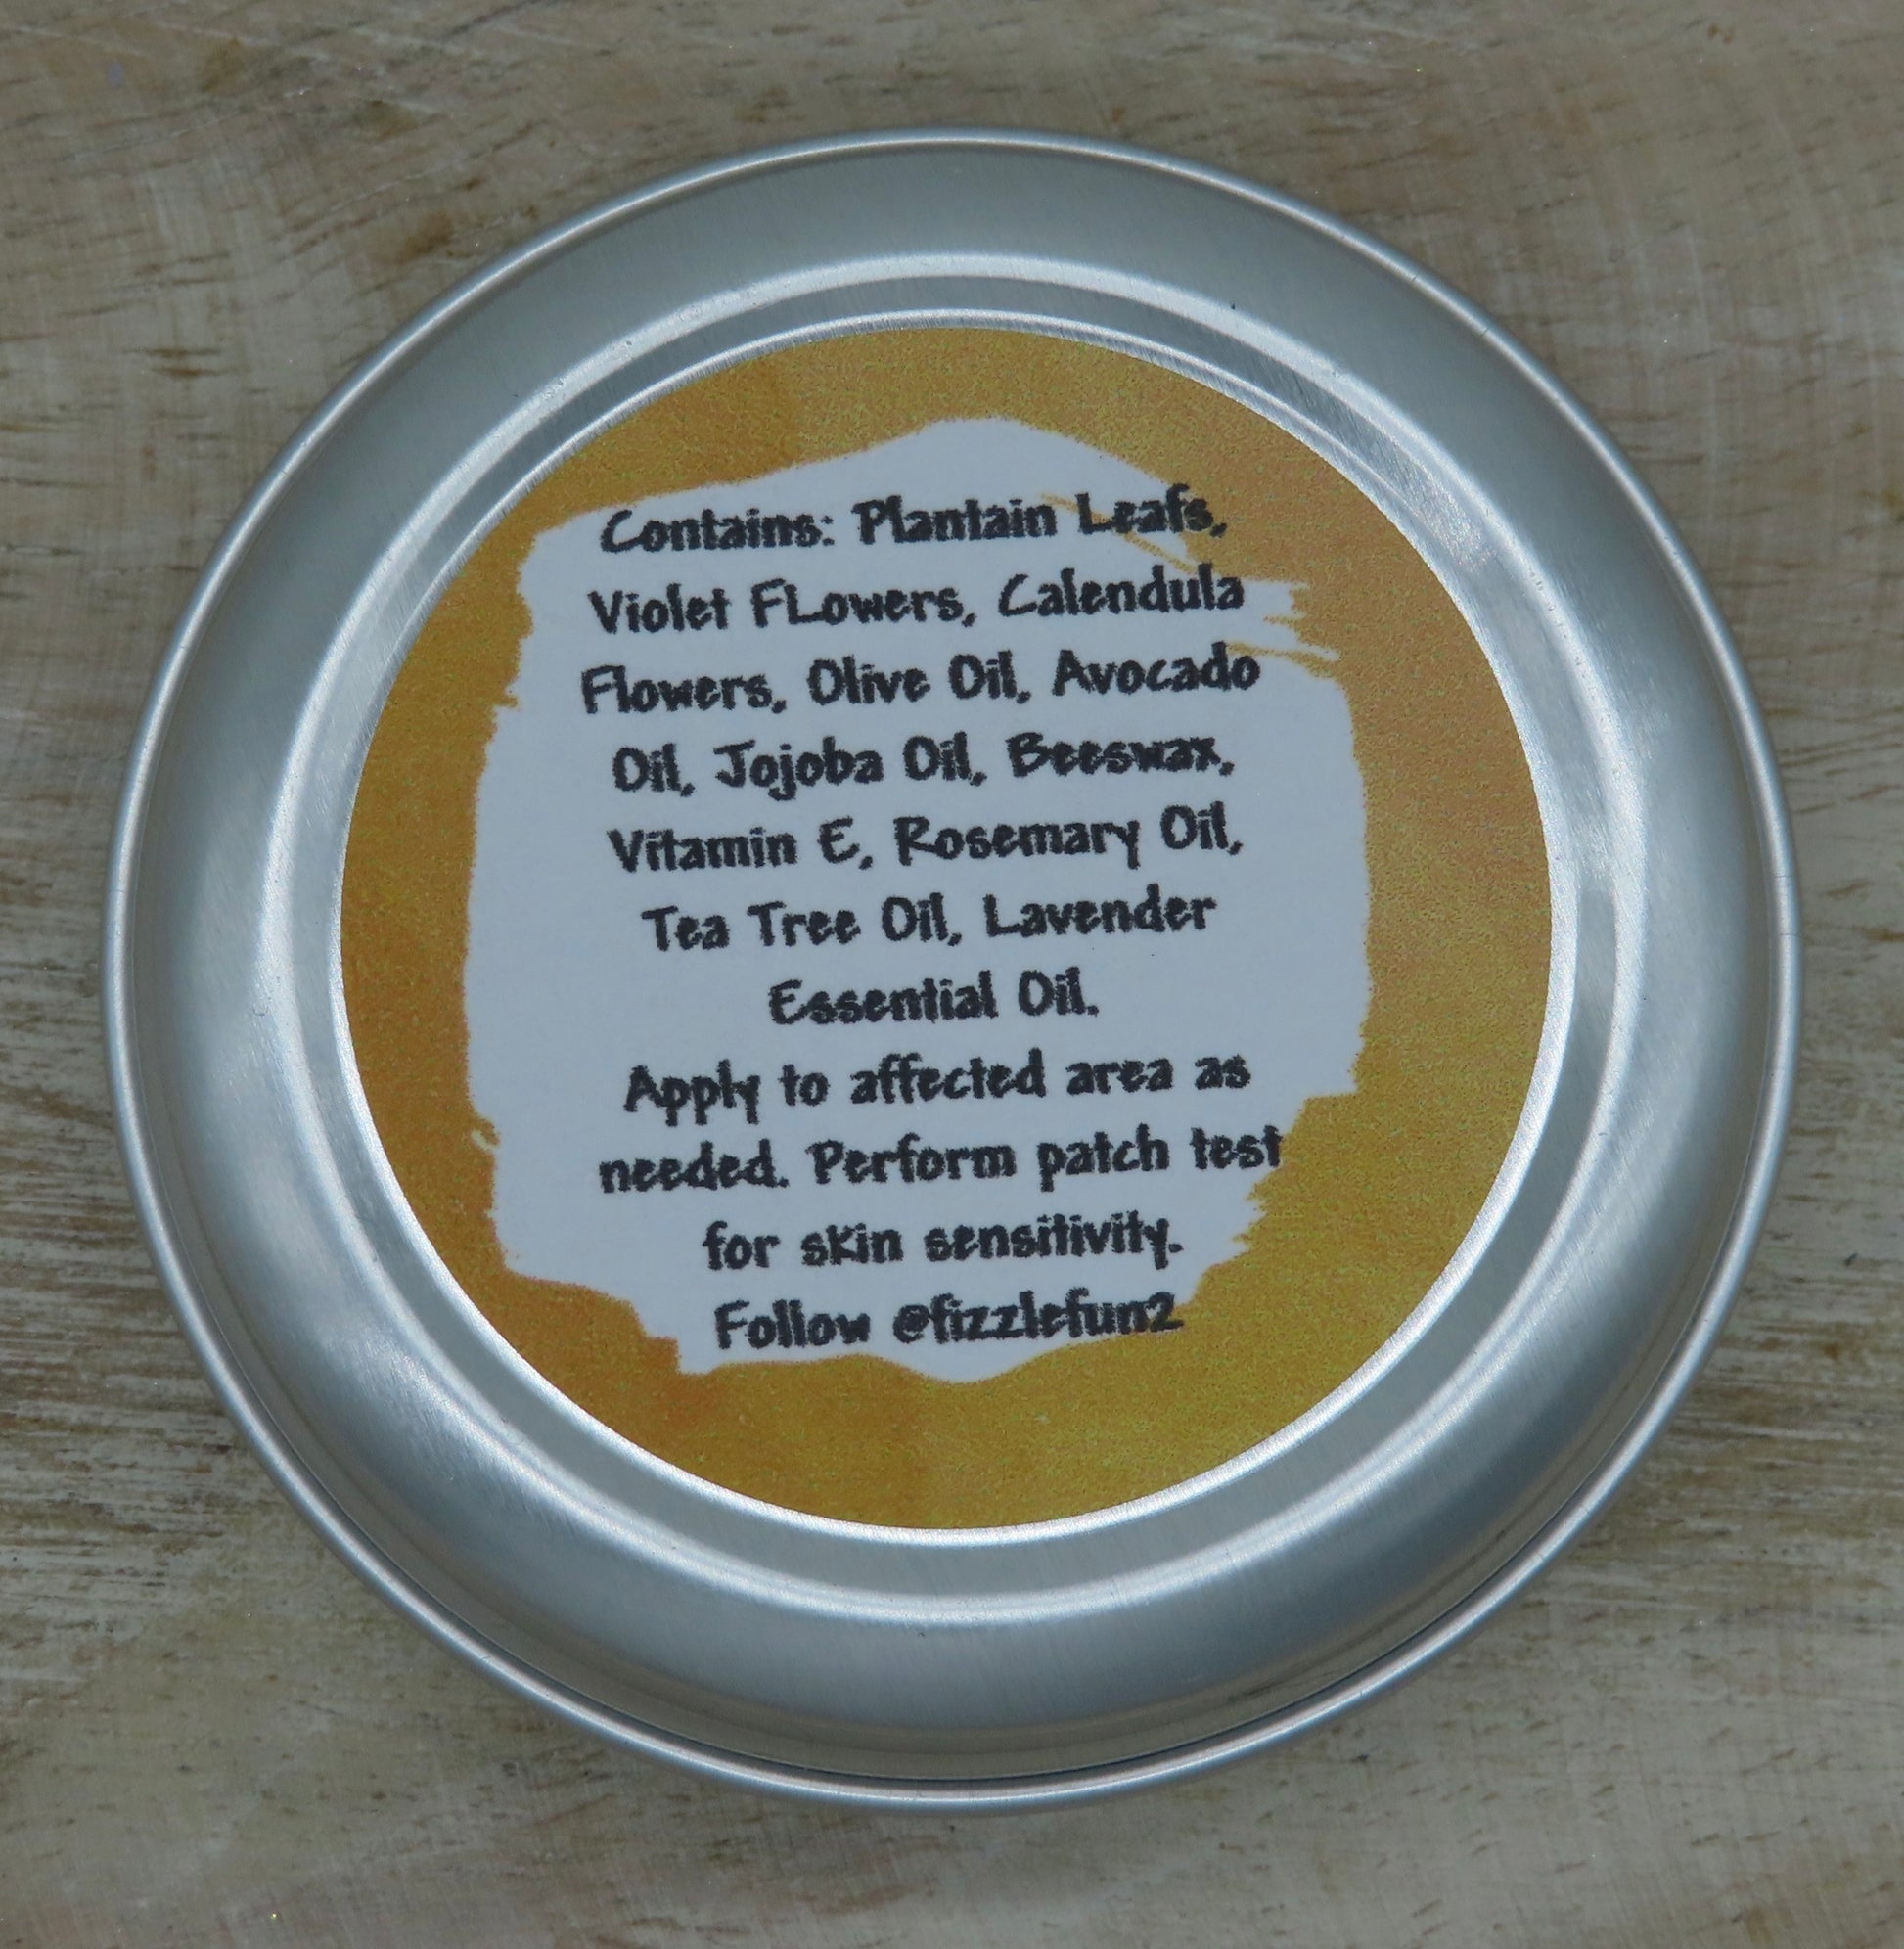 Contains: Plantain Leafs,
Violet FLowers, Calendula
Flowers, Olive Oil, Avocado
Oil, Jojoba Oil, Beeswax,
Vitamin E, Rosemary Oil,
Tea Tree Oil, Lavender
Essential Oil.
Apply to affected area as
needed. Perform patch test
for skin sensitivity.
Follow @fizzlefun2